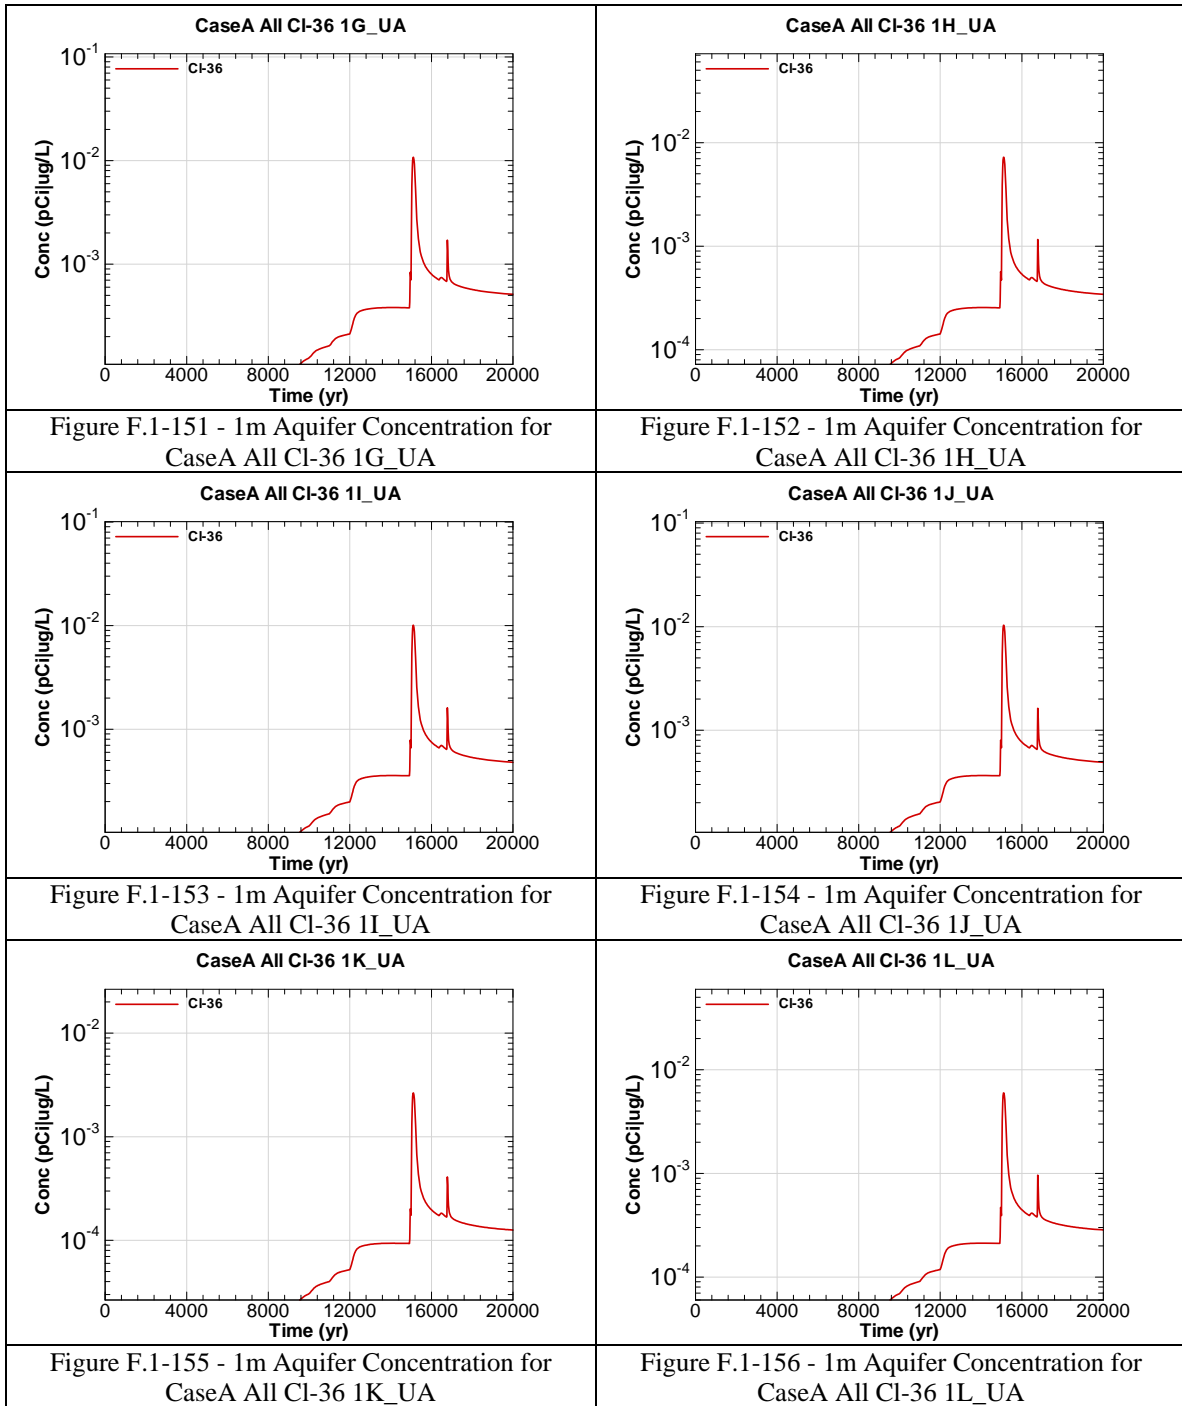 CaseA All Cl-36 1G_UA
Cl-36
10-1
10-2
10-3
Conc (pCi|ug/L)
0 4000 8000 12000 16000 20000
Time (yr)
Figure F.1-151 - 1m Aquifer Concentration for
CaseA All Cl-36 1G_UA
CaseA All Cl-36 1H_UA
Cl-36
10-2
10-3
10-4
Conc (pCi|ug/L)
0 4000 8000 12000 16000 20000
Time (yr)
Figure F.1-152 - 1m Aquifer Concentration for
CaseA All Cl-36 1H_UA
CaseA All Cl-36 1I_UA
Cl-36
10-1
10-2
10-3
Conc (pCi|ug/L)
0 4000 8000 12000 16000 20000
Time (yr)
Figure F.1-153 - 1m Aquifer Concentration for
CaseA All Cl-36 1I_UA
CaseA All Cl-36 1J_UA
Cl-36
10-1
10-2
10-3
Conc (pCi|ug/L)
0 4000 8000 12000 16000 20000
Time (yr)
Figure F.1-154 - 1m Aquifer Concentration for
CaseA All Cl-36 1J_UA
CaseA All Cl-36 1K_UA
Cl-36
10-2
10-3
10-4
Conc (pCi|ug/L)
0 4000 8000 12000 16000 20000
Time (yr)
Figure F.1-155 - 1m Aquifer Concentration for
CaseA All Cl-36 1K_UA
CaseA All Cl-36 1L_UA
Cl-36
10-2
10-3
10-4
Conc (pCi|ug/L)
0 4000 8000 12000 16000 20000
Time (yr)
Figure F.1-156 - 1m Aquifer Concentration for
CaseA All Cl-36 1L_UA